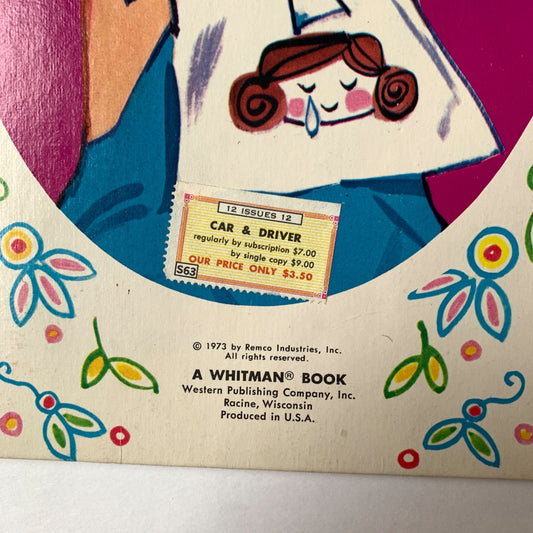 12 ISSUES 12
CAR & DRIVER
regularly by subscription $7.00
by single copy $9.00
OUR PRICE ONLY $3.50
S63
© 1973 by Remco Industries, Inc.
All rights reserved.
A WHITMAN® BOOK
Western Publishing Company, Inc.
Racine, Wisconsin
Produced in U.S.A.